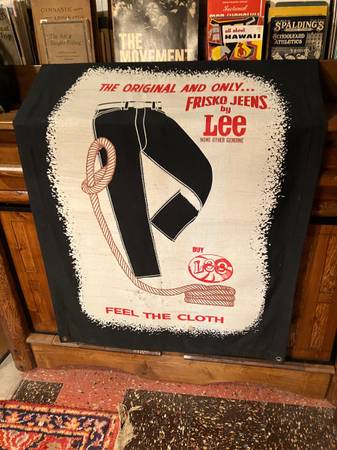 GYMNASTIC
THE
MOVEMENT
all about
HAWAII
SPALDING'S
SCHOOLYARD
ATHLETICS
THE ORIGINAL AND ONLY...
FRISKO JEENS
by
Lee
NONE OTHER GENUINE
BUY
Lee
FEEL THE CLOTH